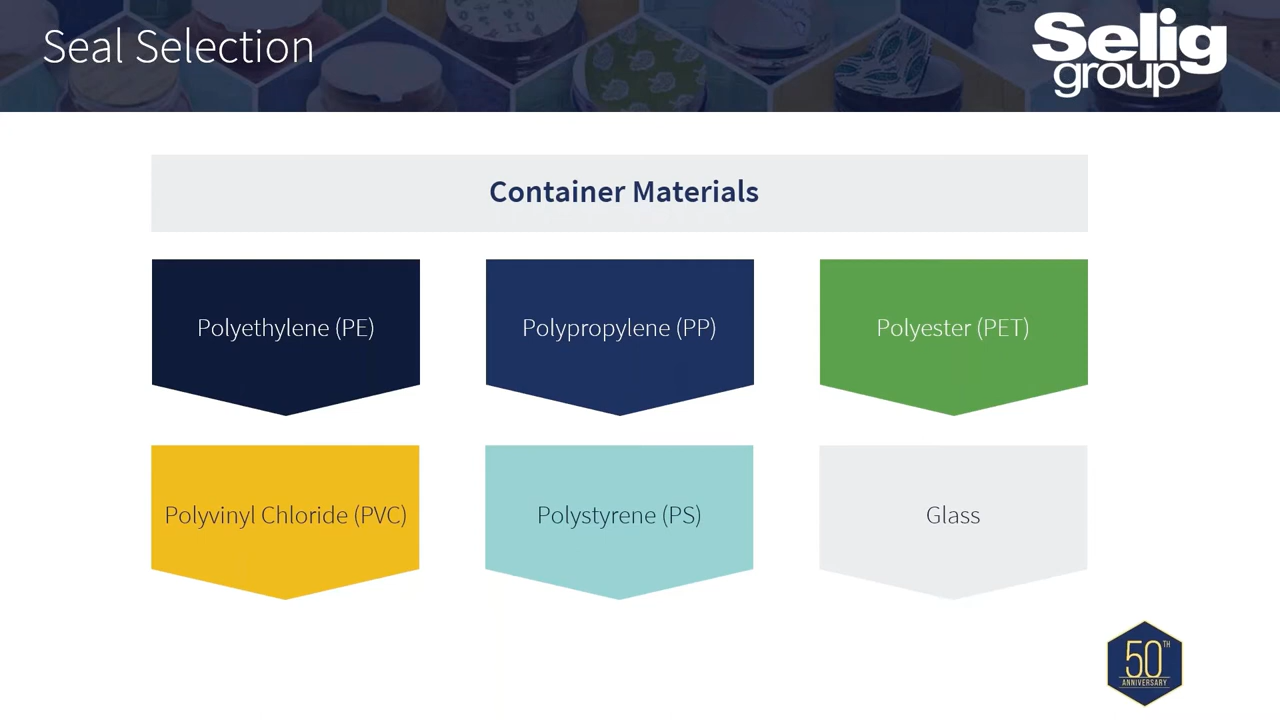 Seal Selection
Selig
group
Container Materials
Polyethylene (PE)
Polypropylene (PP)
Polyester (PET)
Polyvinyl Chloride (PVC)
Polystyrene (PS)
Glass
50TH
ANNIVERSARY